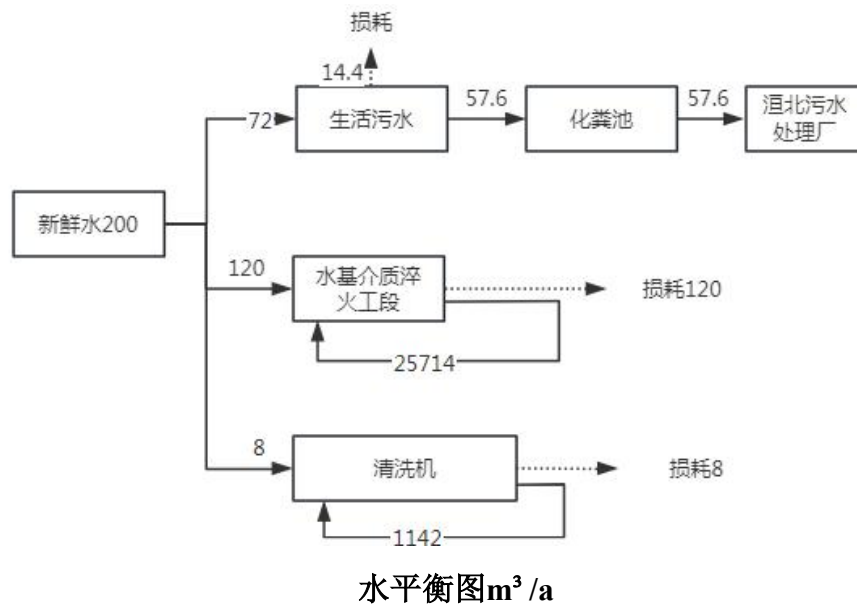 损耗
14.4
72
生活污水
57.6
化粪池
57.6
洹北污水
处理厂
新鲜水200
120
水基介质淬
火工段
损耗120
25714
8
清洗机
损耗8
1142
水平衡图m³ /a